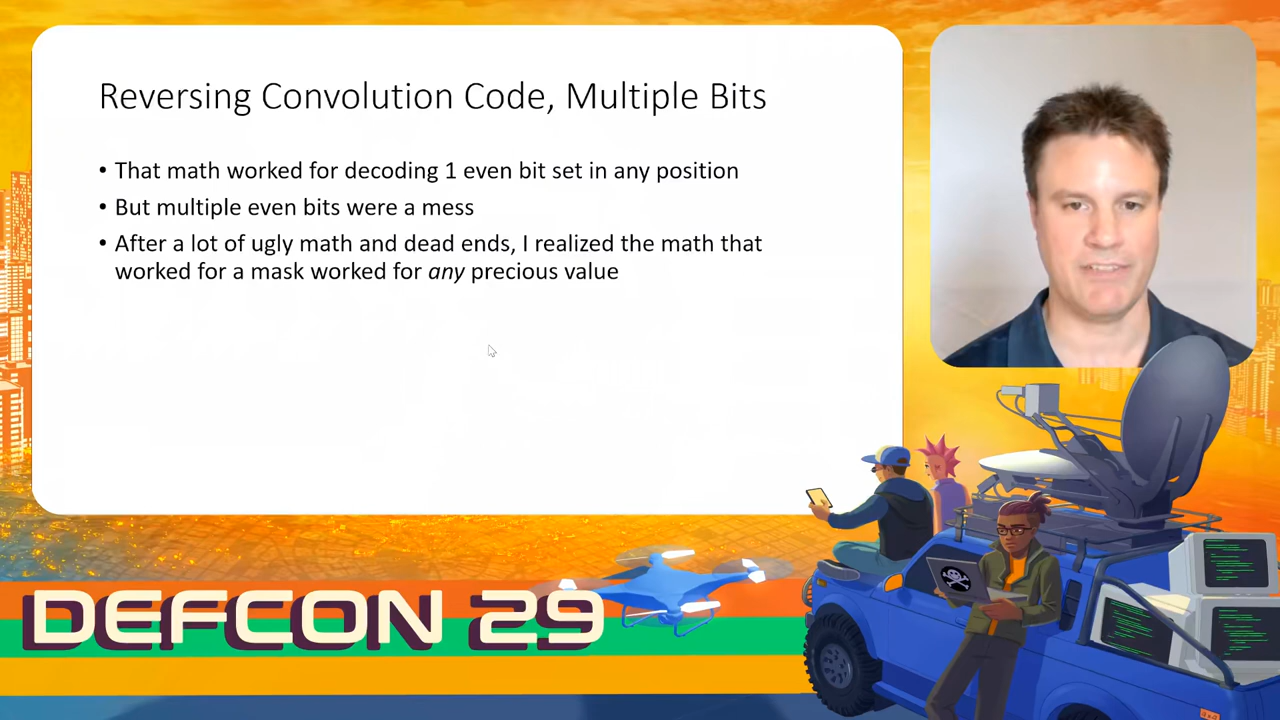 Reversing Convolution Code, Multiple Bits
• That math worked for decoding 1 even bit set in any position
• But multiple even bits were a mess
• After a lot of ugly math and dead ends, I realized the math that
worked for a mask worked for any precious value
DEFCON 29